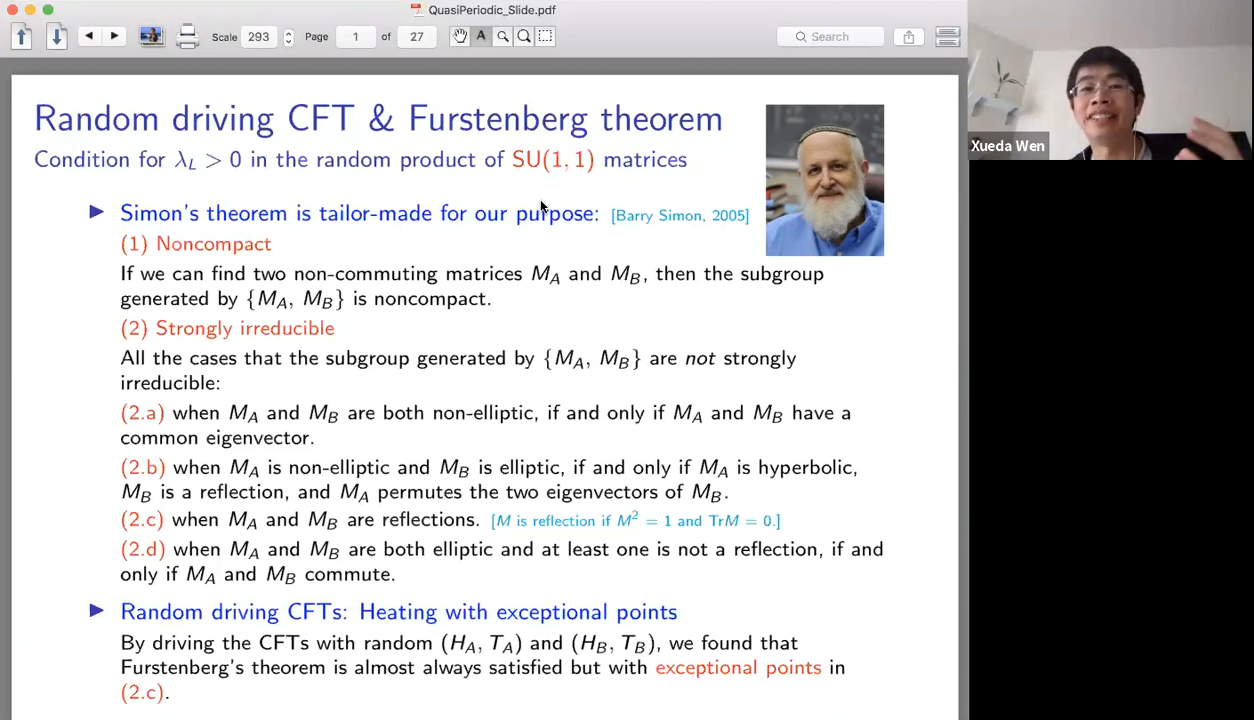 QuasiPeriodic_Slide.pdf
Scale 293 Page 1 of 27 A Search
Random driving CFT & Furstenberg theorem
Condition for λ_L > 0 in the random product of SU(1, 1) matrices
Xueda Wen
Simon's theorem is tailor-made for our purpose: [Barry Simon, 2005]
(1) Noncompact
If we can find two non-commuting matrices M_A and M_B, then the subgroup
generated by {M_A, M_B} is noncompact.
(2) Strongly irreducible
All the cases that the subgroup generated by {M_A, M_B} are not strongly
irreducible:
(2.a) when M_A and M_B are both non-elliptic, if and only if M_A and M_B have a
common eigenvector.
(2.b) when M_A is non-elliptic and M_B is elliptic, if and only if M_A is hyperbolic,
M_B is a reflection, and M_A permutes the two eigenvectors of M_B.
(2.c) when M_A and M_B are reflections. [M is reflection if M² = 1 and TrM = 0.]
(2.d) when M_A and M_B are both elliptic and at least one is not a reflection, if and
only if M_A and M_B commute.
Random driving CFTs: Heating with exceptional points
By driving the CFTs with random (H_A, T_A) and (H_B, T_B), we found that
Furstenberg's theorem is almost always satisfied but with exceptional points in
(2.c).